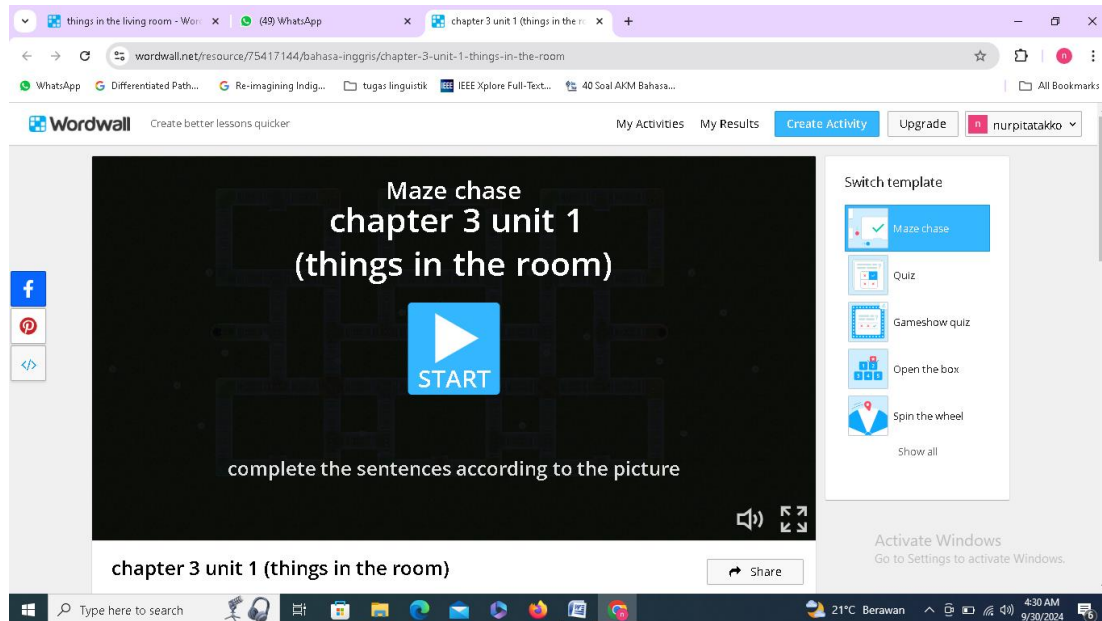 things in the living room - Wor
(49) WhatsApp
chapter 3 unit 1 (things in the r
wordwall.net/resource/75417144/bahasa-inggris/chapter-3-unit-1-things-in-the-room
WhatsApp
Differentiated Path...
Re-imagining Indig...
tugas linguistik
IEEE Xplore Full-Text...
40 Soal AKM Bahasa...
All Bookmarks
Wordwall
Create better lessons quicker
My Activities
My Results
Create Activity
Upgrade
n nurpitatakko
Maze chase
chapter 3 unit 1
(things in the room)
START
complete the sentences according to the picture
Switch template
Maze chase
Quiz
Gameshow quiz
Open the box
Spin the wheel
Show all
chapter 3 unit 1 (things in the room)
Share
Activate Windows
Go to Settings to activate Windows.
Type here to search
21°C Berawan
4:30 AM
9/30/2024
6